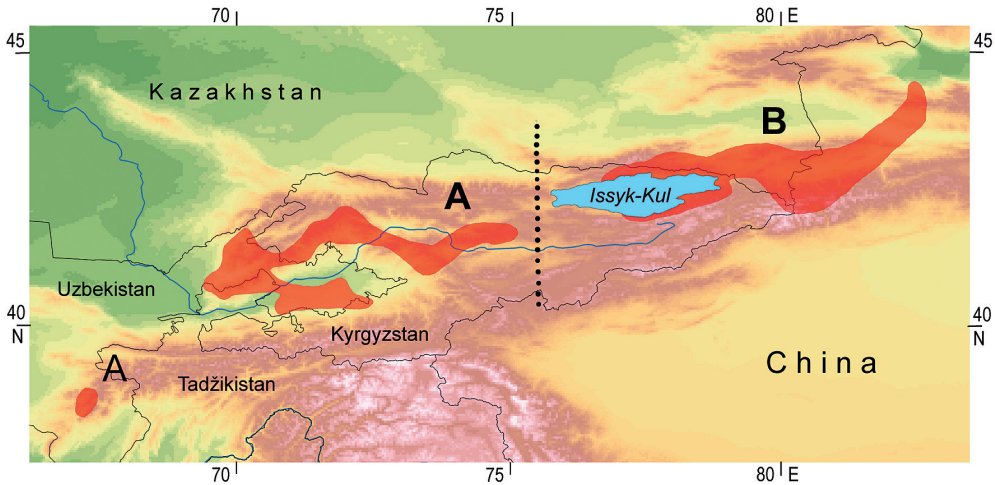 70 75 80 E
45 45
Kazakhstan
B
A
Issyk-Kul
Uzbekistan
40 40
N N
Kyrgyzstan
A
China
Tadžikistan
70 75 80 E